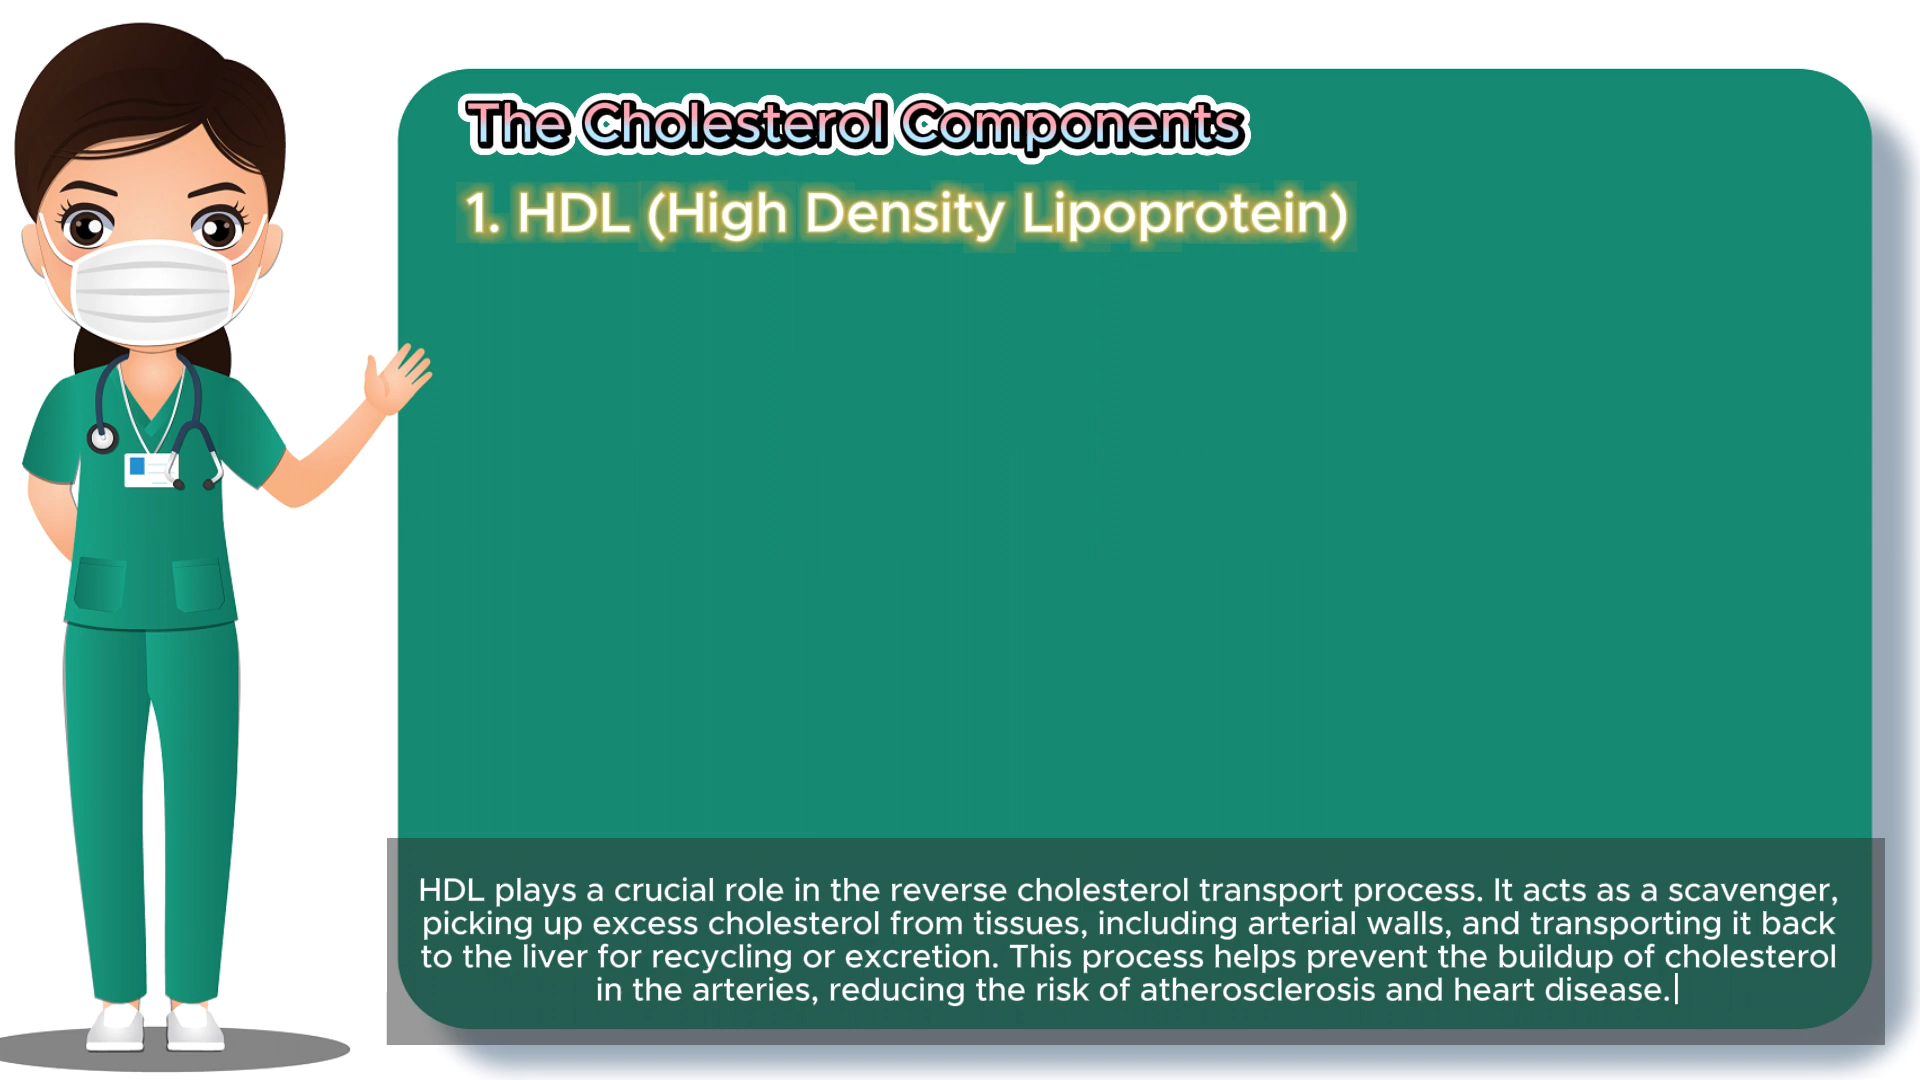 The Cholesterol Components
1. HDL (High Density Lipoprotein)
HDL plays a crucial role in the reverse cholesterol transport process. It acts as a scavenger,
picking up excess cholesterol from tissues, including arterial walls, and transporting it back
to the liver for recycling or excretion. This process helps prevent the buildup of cholesterol
in the arteries, reducing the risk of atherosclerosis and heart disease.